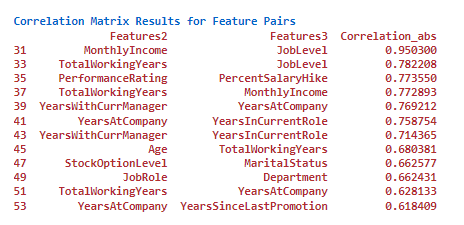 Correlation Matrix Results for Feature Pairs
Features2 Features3 Correlation_abs
31 MonthlyIncome JobLevel 0.950300
33 TotalWorkingYears JobLevel 0.782208
35 PerformanceRating PercentSalaryHike 0.773550
37 TotalWorkingYears MonthlyIncome 0.772893
39 YearsWithCurrManager YearsAtCompany 0.769212
41 YearsAtCompany YearsInCurrentRole 0.758754
43 YearsWithCurrManager YearsInCurrentRole 0.714365
45 Age TotalWorkingYears 0.680381
47 StockOptionLevel MaritalStatus 0.662577
49 JobRole Department 0.662431
51 TotalWorkingYears YearsAtCompany 0.628133
53 YearsAtCompany YearsSinceLastPromotion 0.618409